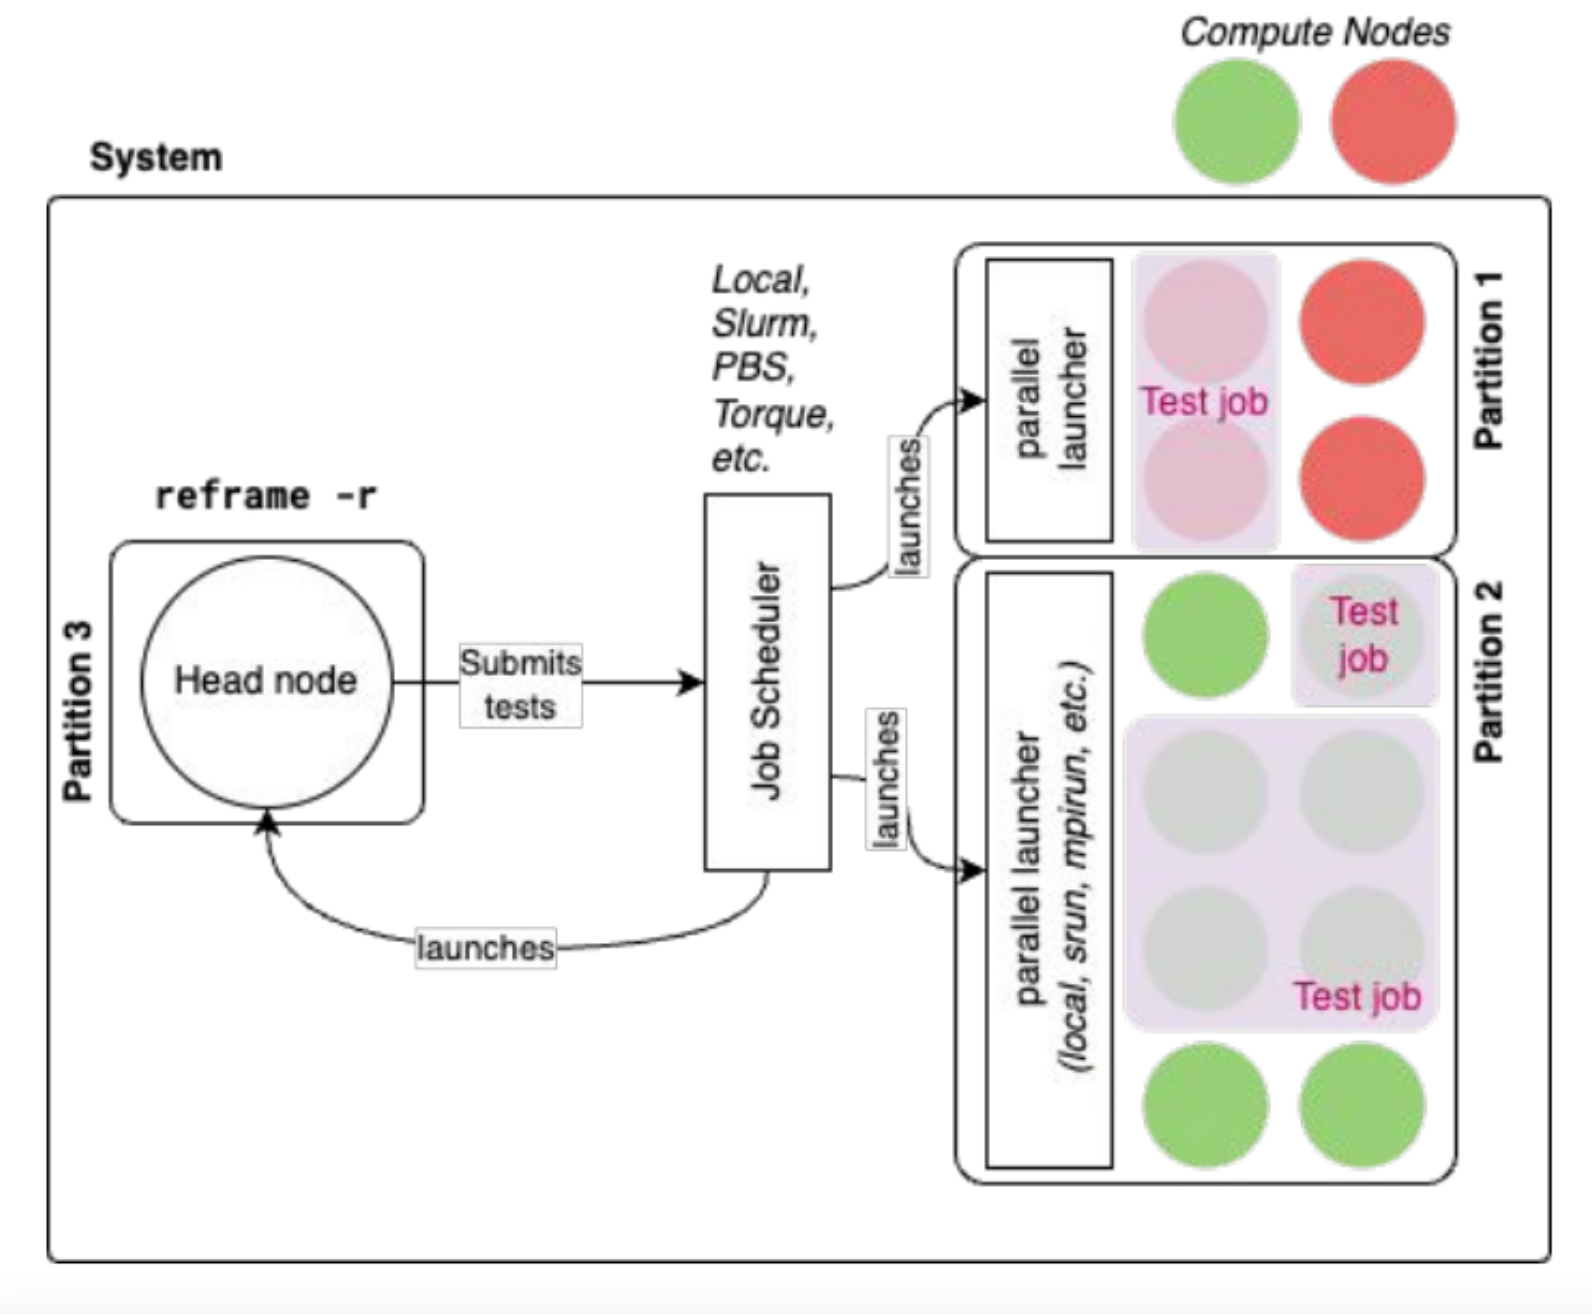 Compute Nodes
System
Local,
Slurm,
PBS,
Torque,
etc.
reframe -r
Partition 3
Head node
Submits
tests
Job Scheduler
launches
launches
launches
parallel
launcher
Test job
Partition 1
parallel launcher
(local, srun, mpirun, etc.)
Test
job
Test job
Partition 2